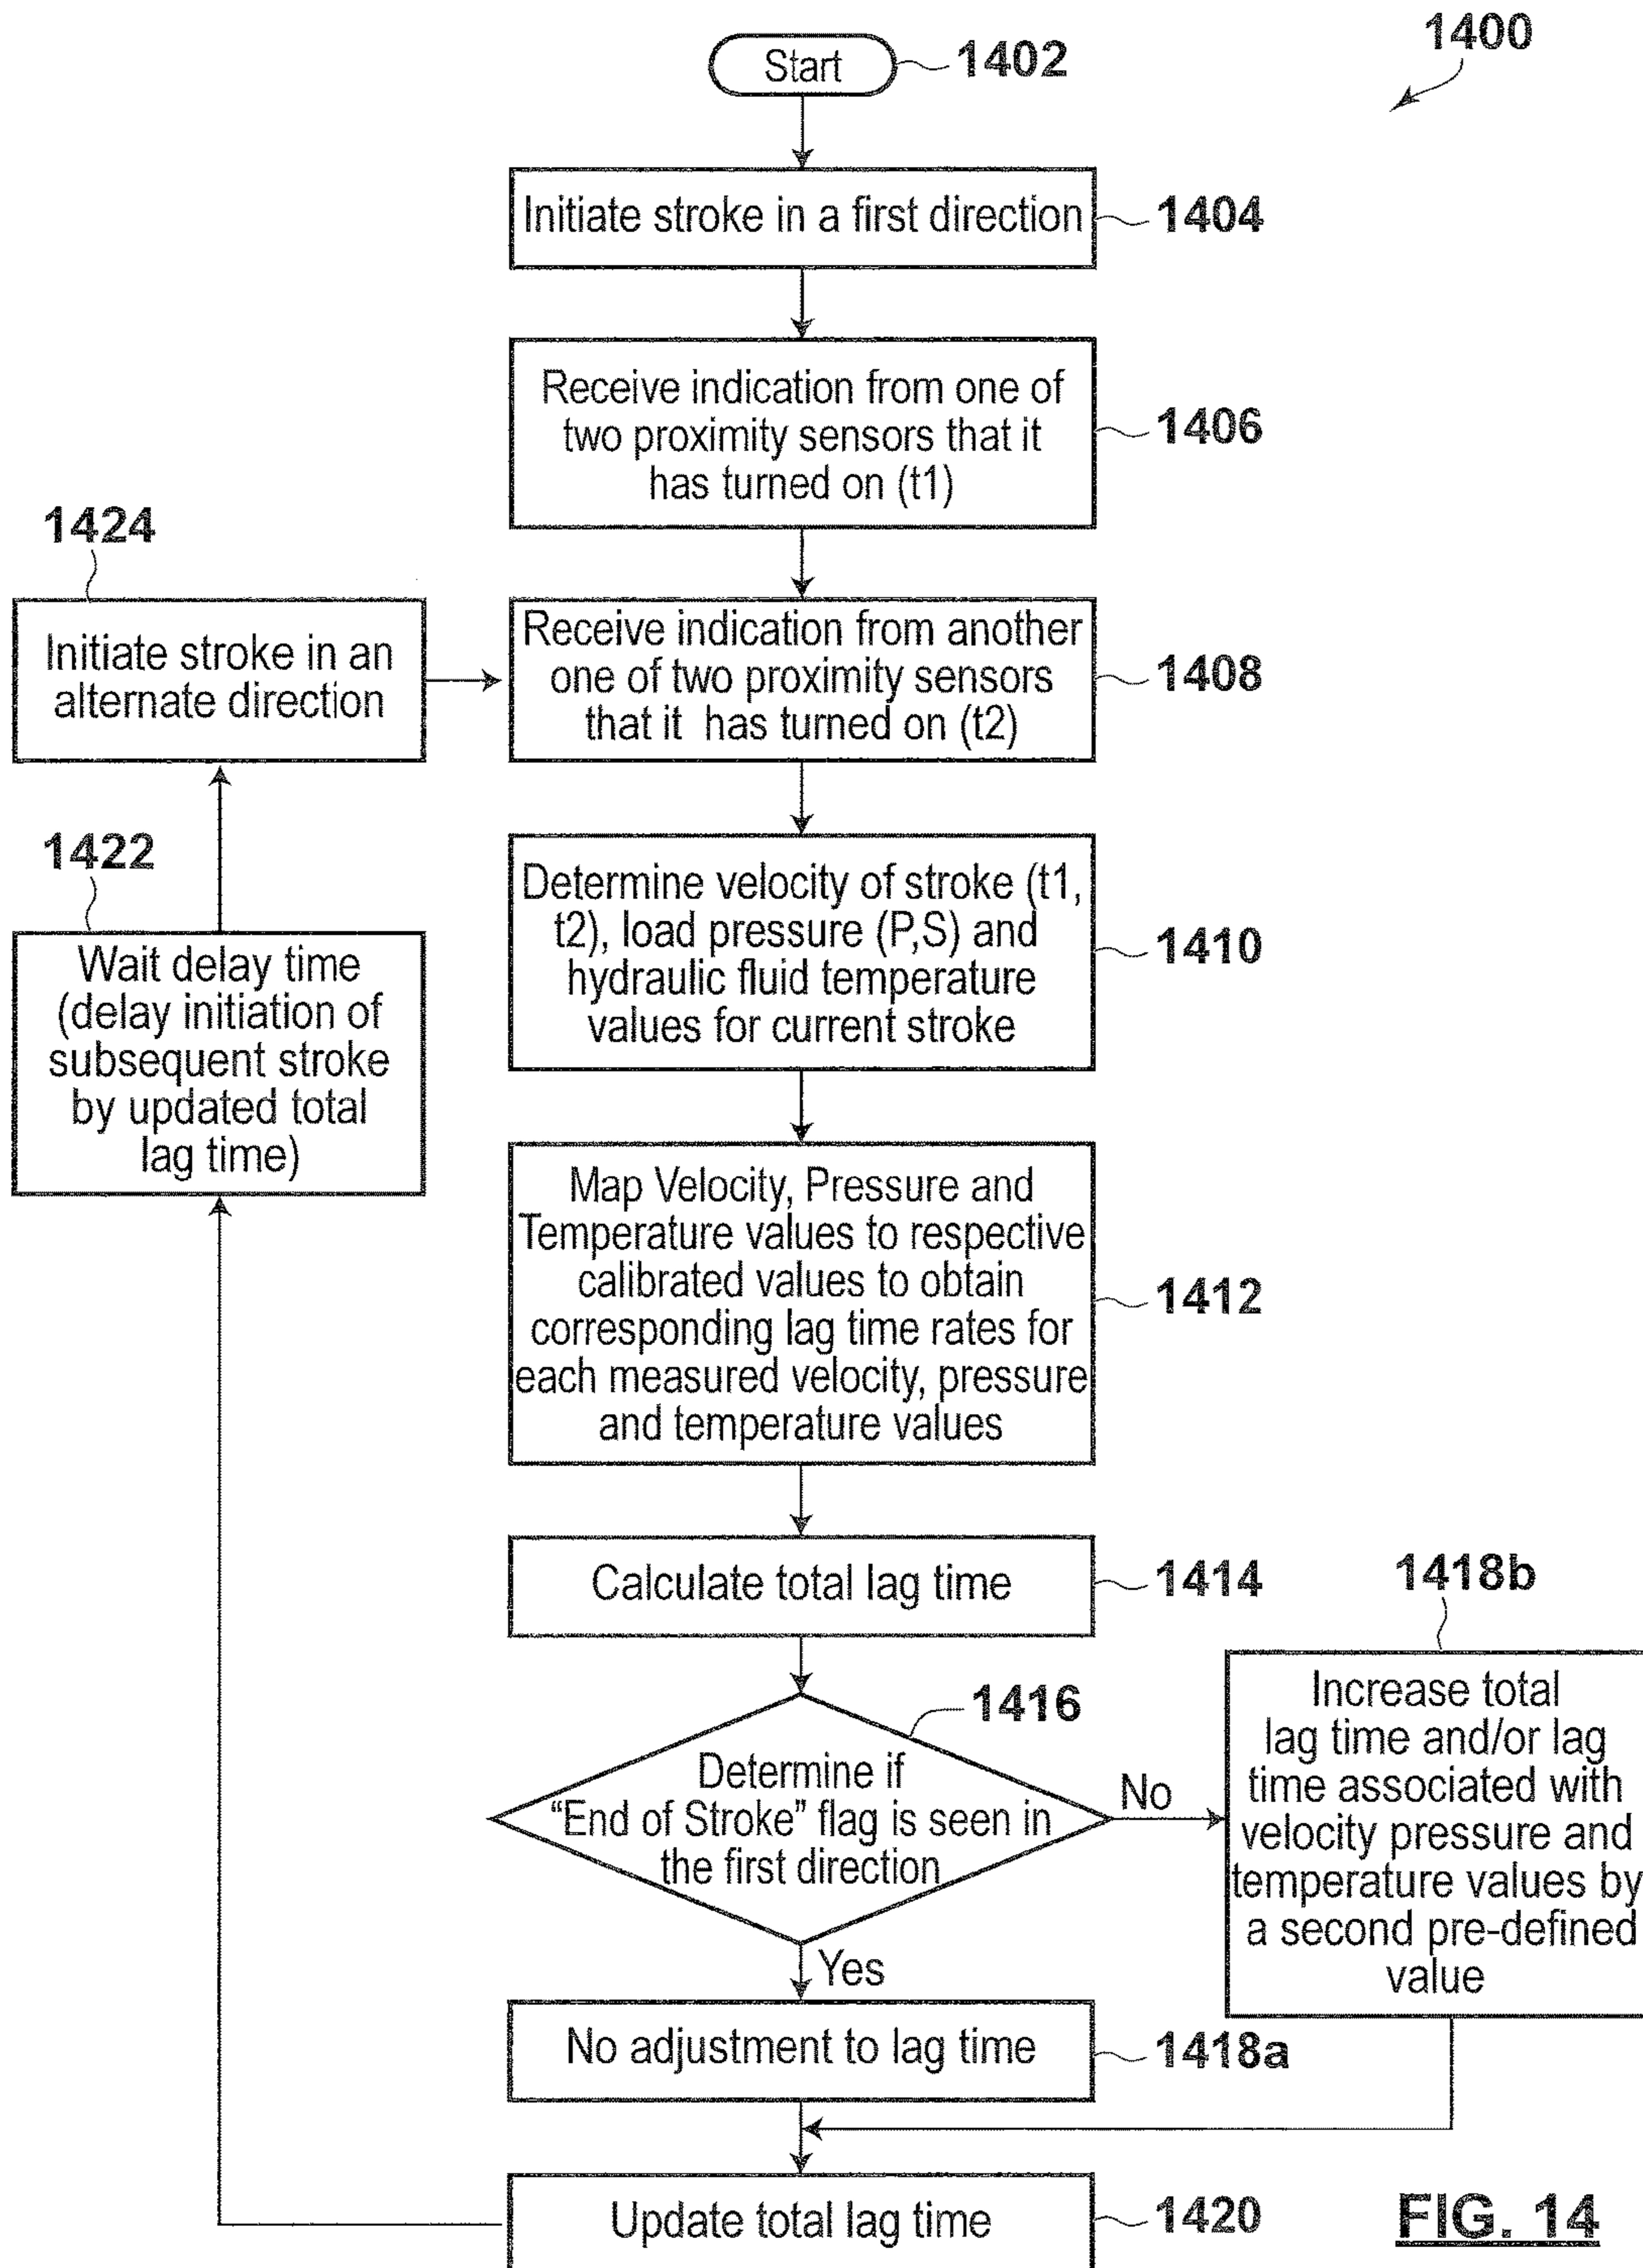 1400
Start
1402
Initiate stroke in a first direction
1404
Receive indication from one of
two proximity sensors that it
has turned on (t1)
1406
1424
Initiate stroke in an
alternate direction
Receive indication from another
one of two proximity sensors
that it has turned on (t2)
1408
1422
Wait delay time
(delay initiation of
subsequent stroke
by updated total
lag time)
Determine velocity of stroke (t1,
t2), load pressure (P,S) and
hydraulic fluid temperature
values for current stroke
1410
Map Velocity, Pressure and
Temperature values to respective
calibrated values to obtain
corresponding lag time rates for
each measured velocity, pressure
and temperature values
1412
Calculate total lag time
1414
1416
Determine if
“End of Stroke” flag is seen in
the first direction
No
Yes
1418b
Increase total
lag time and/or lag
time associated with
velocity pressure and
temperature values by
a second pre-defined
value
No adjustment to lag time
1418a
Update total lag time
1420
FIG. 14